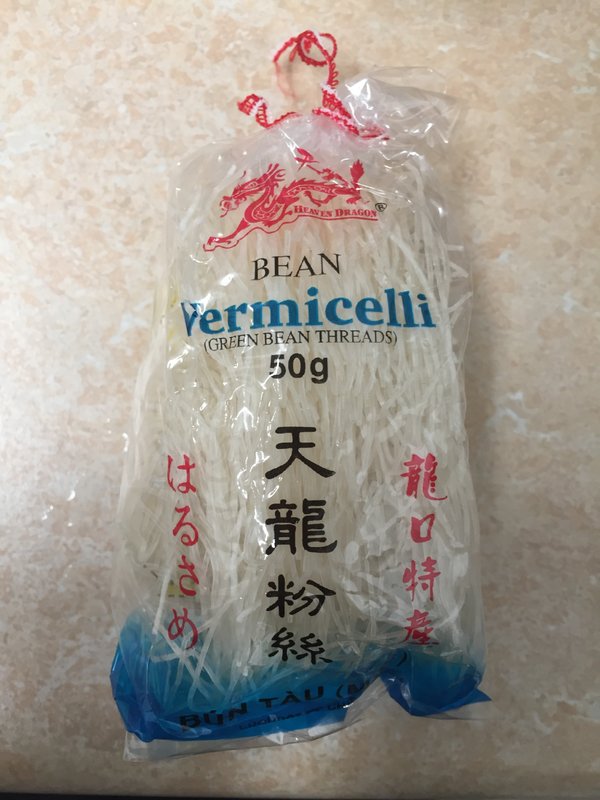 天
HEAVEN DRAGON®
BEAN
Vermicelli
(GREEN BEAN THREADS)
50g
天龍粉絲
はるさめ
龍口特產
BÚN TÀU